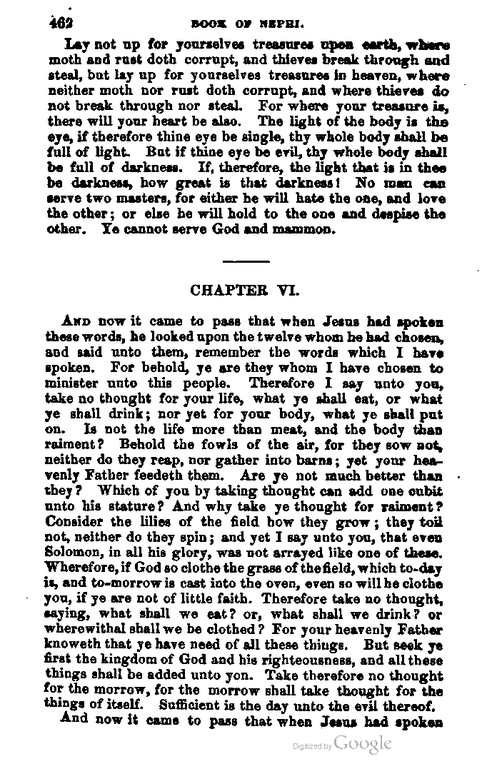 462 BOOK OF NEPHI.
Lay not up for yourselves treasures upon earth, where
moth and rust doth corrupt, and thieves break through and
steal, but lay up for yourselves treasures in heaven, where
neither moth nor rust doth corrupt, and where thieves do
not break through nor steal. For where your treasure is,
there will your heart be also. The light of the body is the
eye, if therefore thine eye be single, thy whole body shall be
full of light. But if thine eye be evil, thy whole body shall
be full of darkness. If, therefore, the light that is in thee
be darkness, how great is that darkness! No man can
serve two masters, for either he will hate the one, and love
the other; or else he will hold to the one and despise the
other. Ye cannot serve God and mammon.
CHAPTER VI.
AND now it came to pass that when Jesus had spoken
these words, he looked upon the twelve whom he had chosen,
and said unto them, remember the words which I have
spoken. For behold, ye are they whom I have chosen to
minister unto this people. Therefore I say unto you,
take no thought for your life, what ye shall eat, or what
ye shall drink; nor yet for your body, what ye shall put
on. Is not the life more than meat, and the body than
raiment? Behold the fowls of the air, for they sow not,
neither do they reap, nor gather into barns; yet your hea-
venly Father feedeth them. Are ye not much better than
they? Which of you by taking thought can add one cubit
unto his stature? And why take ye thought for raiment?
Consider the lilies of the field how they grow; they toil
not, neither do they spin; and yet I say unto you, that even
Solomon, in all his glory, was not arrayed like one of these.
Wherefore, if God so clothe the grass of the field, which to-day
is, and to-morrow is cast into the oven, even so will he clothe
you, if ye are not of little faith. Therefore take no thought,
saying, what shall we eat? or, what shall we drink? or
wherewithal shall we be clothed? For your heavenly Father
knoweth that ye have need of all these things. But seek ye
first the kingdom of God and his righteousness, and all these
things shall be added unto you. Take therefore no thought
for the morrow, for the morrow shall take thought for the
things of itself. Sufficient is the day unto the evil thereof.
And now it came to pass that when Jesus had spoken
Digitized by Google